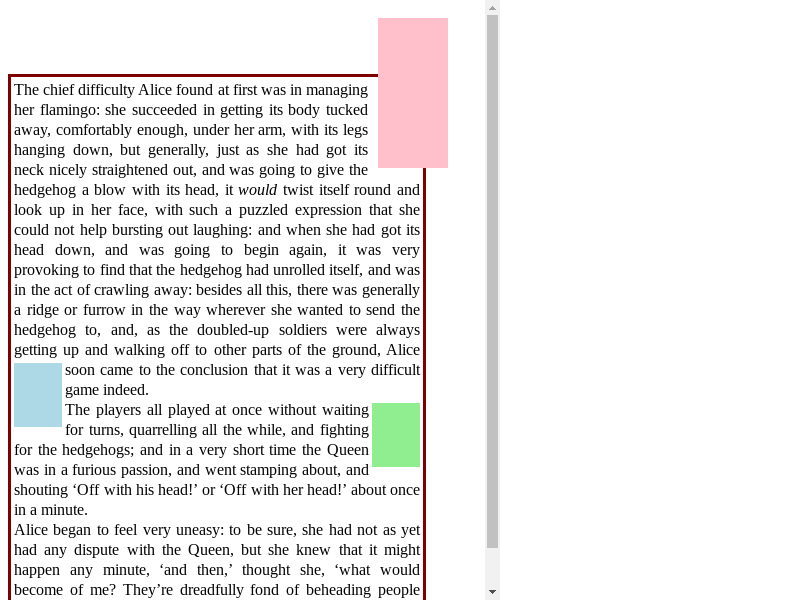 The chief difficulty Alice found at first was in managing
her flamingo: she succeeded in getting its body tucked
away, comfortably enough, under her arm, with its legs
hanging down, but generally, just as she had got its
neck nicely straightened out, and was going to give the
hedgehog a blow with its head, it would twist itself round and
look up in her face, with such a puzzled expression that she
could not help bursting out laughing: and when she had got its
head down, and was going to begin again, it was very
provoking to find that the hedgehog had unrolled itself, and was
in the act of crawling away: besides all this, there was generally
a ridge or furrow in the way wherever she wanted to send the
hedgehog to, and, as the doubled-up soldiers were always
getting up and walking off to other parts of the ground, Alice
soon came to the conclusion that it was a very difficult
game indeed.
The players all played at once without waiting
for turns, quarrelling all the while, and fighting
for the hedgehogs; and in a very short time the Queen
was in a furious passion, and went stamping about, and
shouting ‘Off with his head!’ or ‘Off with her head!’ about once
in a minute.
Alice began to feel very uneasy: to be sure, she had not as yet
had any dispute with the Queen, but she knew that it might
happen any minute, ‘and then,’ thought she, ‘what would
become of me? They’re dreadfully fond of beheading people